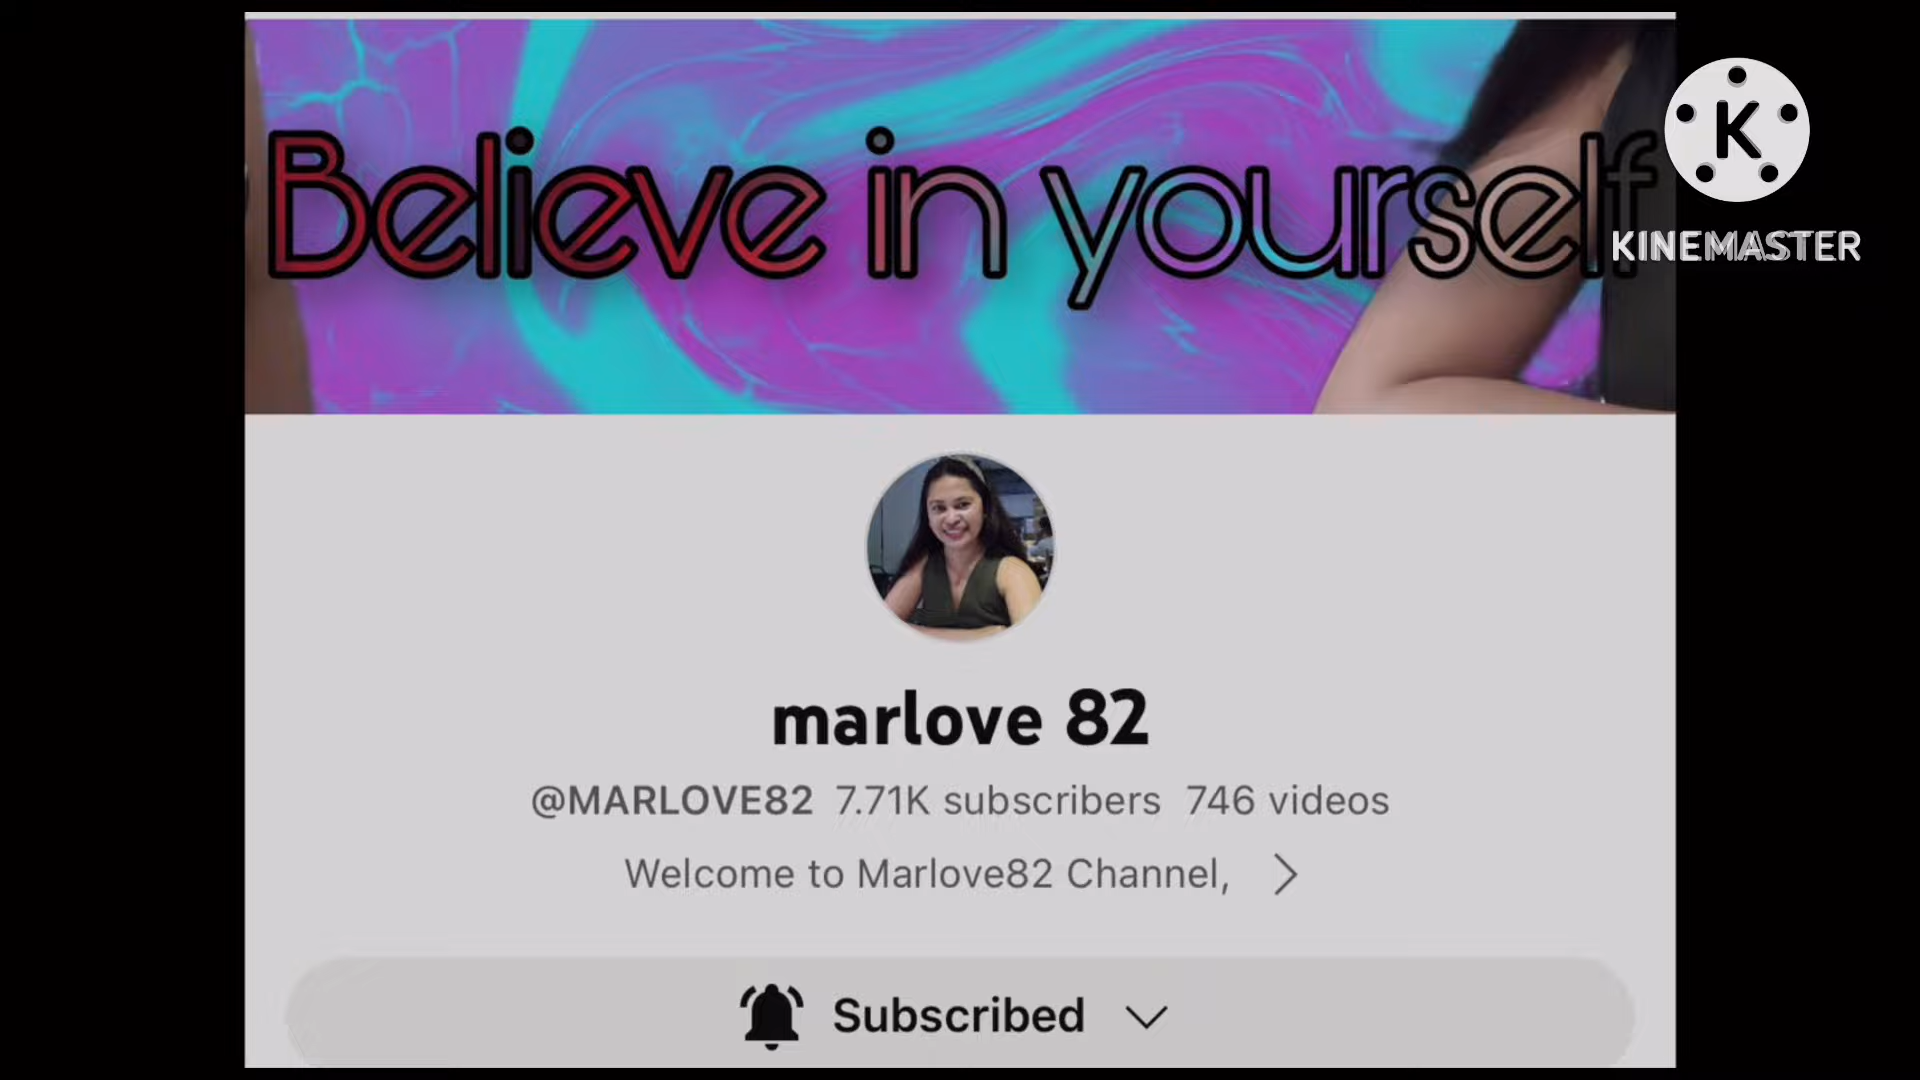 Believe in yourself
K
KINEMASTER
marlove 82
@MARLOVE82 7.71K subscribers 746 videos
Welcome to Marlove82 Channel,
Subscribed